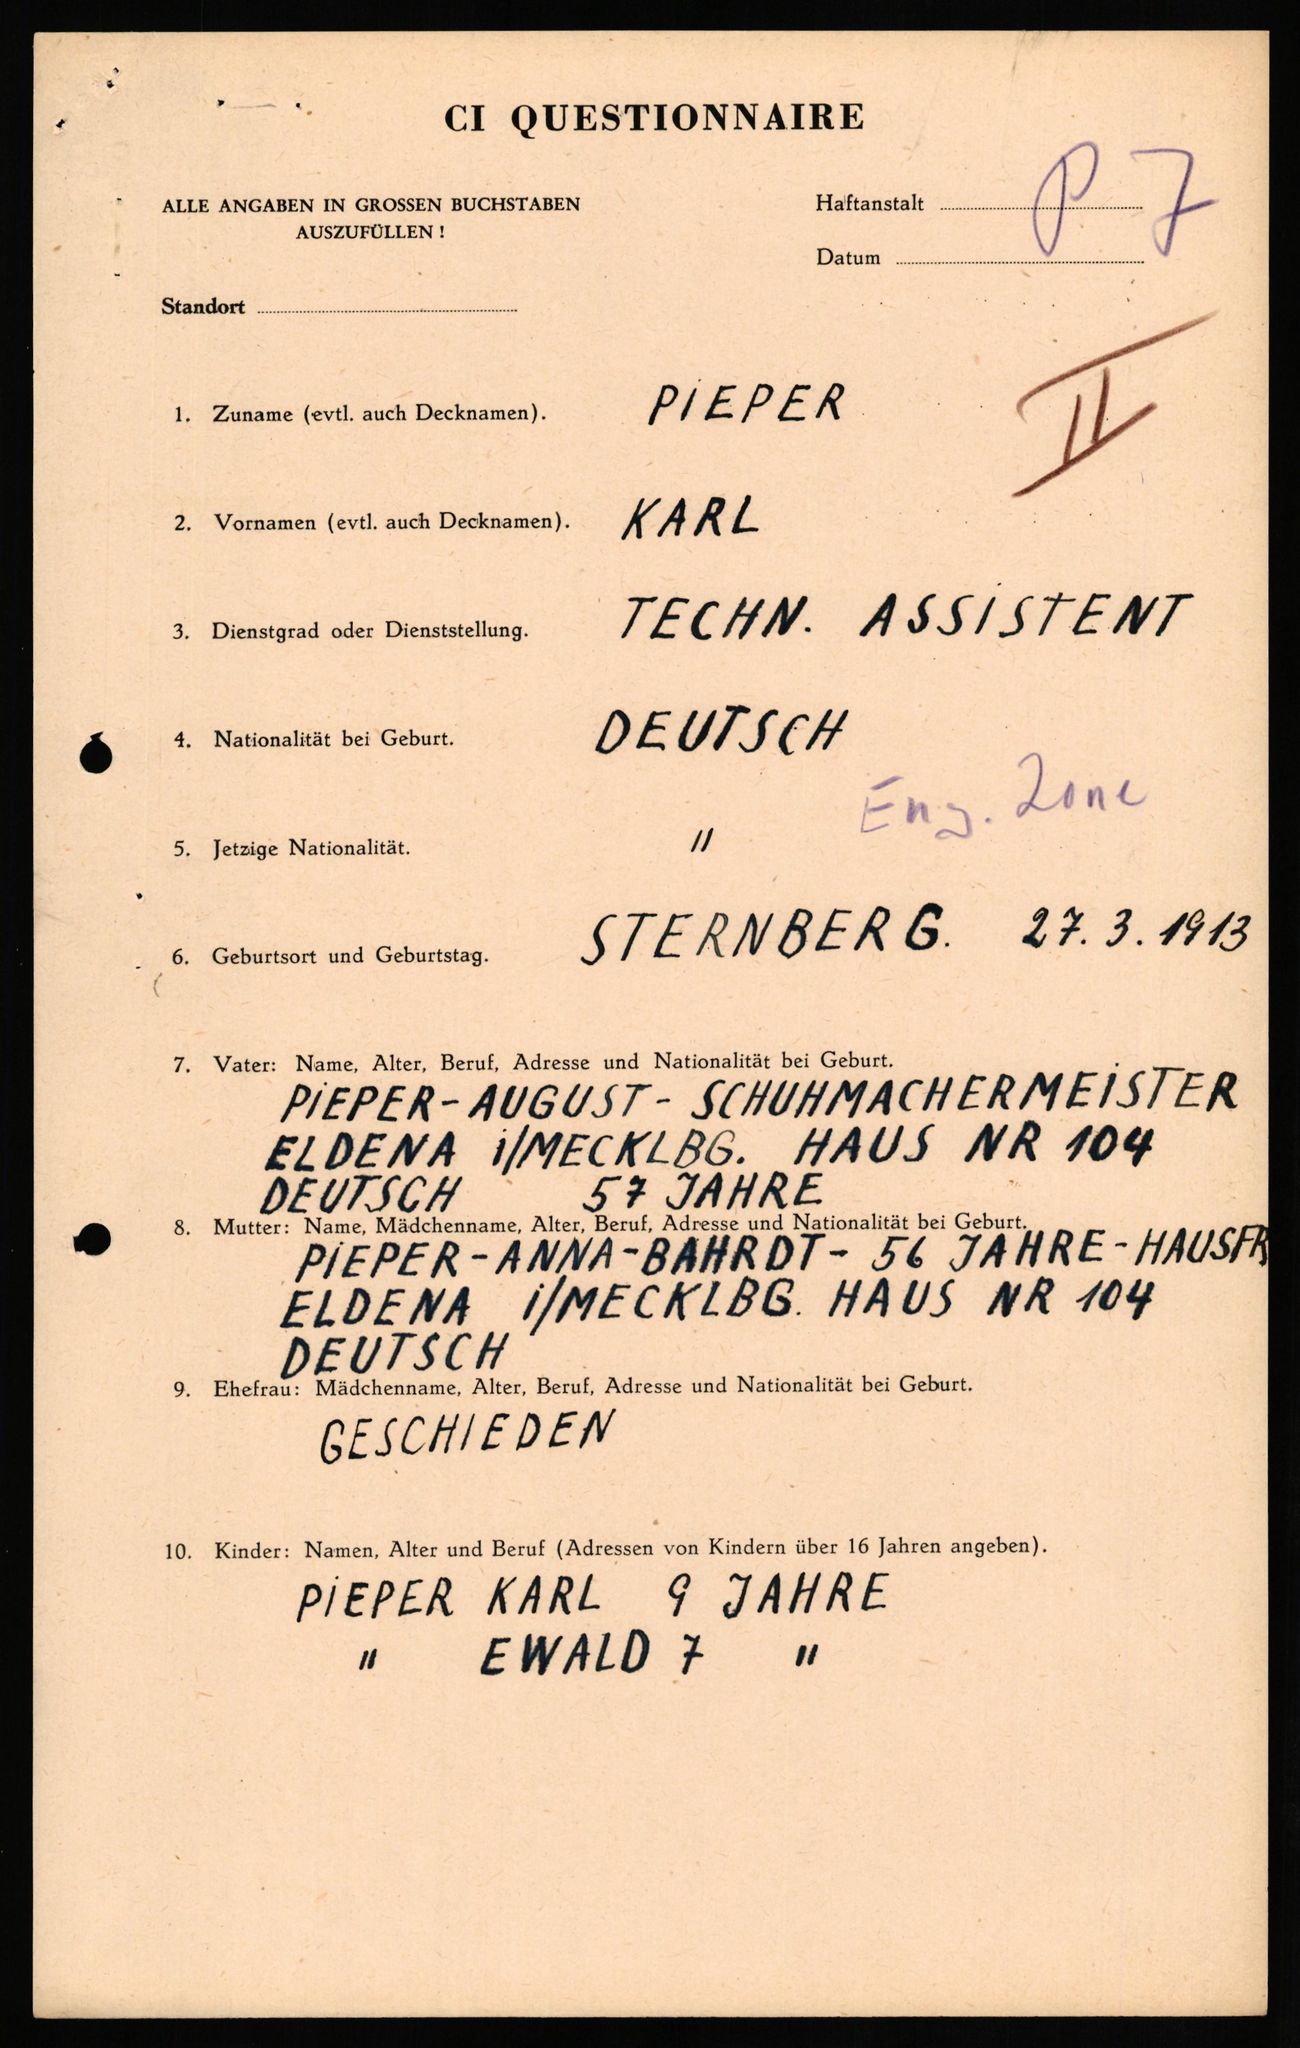 CI QUESTIONNAIRE
P 7
ALLE ANGABEN IN GROSSEN BUCHSTABEN
AUSZUFÜLLEN !
Haftanstalt
Datum
Standort
II
1. Zuname (evtl. auch Decknamen). PIEPER
2. Vornamen (evtl. auch Decknamen). KARL
3. Dienstgrad oder Dienststellung. TECHN. ASSISTENT
4. Nationalität bei Geburt. DEUTSCH
Eng. Zone
5. Jetzige Nationalität. "
6. Geburtsort und Geburtstag. STERNBERG. 27.3.1913
7. Vater: Name, Alter, Beruf, Adresse und Nationalität bei Geburt.
PIEPER-AUGUST-SCHUHMACHERMEISTER
ELDENA i/MECKLBG. HAUS NR 104
DEUTSCH 57 JAHRE
8. Mutter: Name, Mädchenname, Alter, Beruf, Adresse und Nationalität bei Geburt.
PIEPER-ANNA-BAHRDT-56 JAHRE-HAUSFR
ELDENA i/MECKLBG. HAUS NR 104
DEUTSCH
9. Ehefrau: Mädchenname, Alter, Beruf, Adresse und Nationalität bei Geburt.
GESCHIEDEN
10. Kinder: Namen, Alter und Beruf (Adressen von Kindern über 16 Jahren angeben).
PIEPER KARL 9 JAHRE
" EWALD 7 "